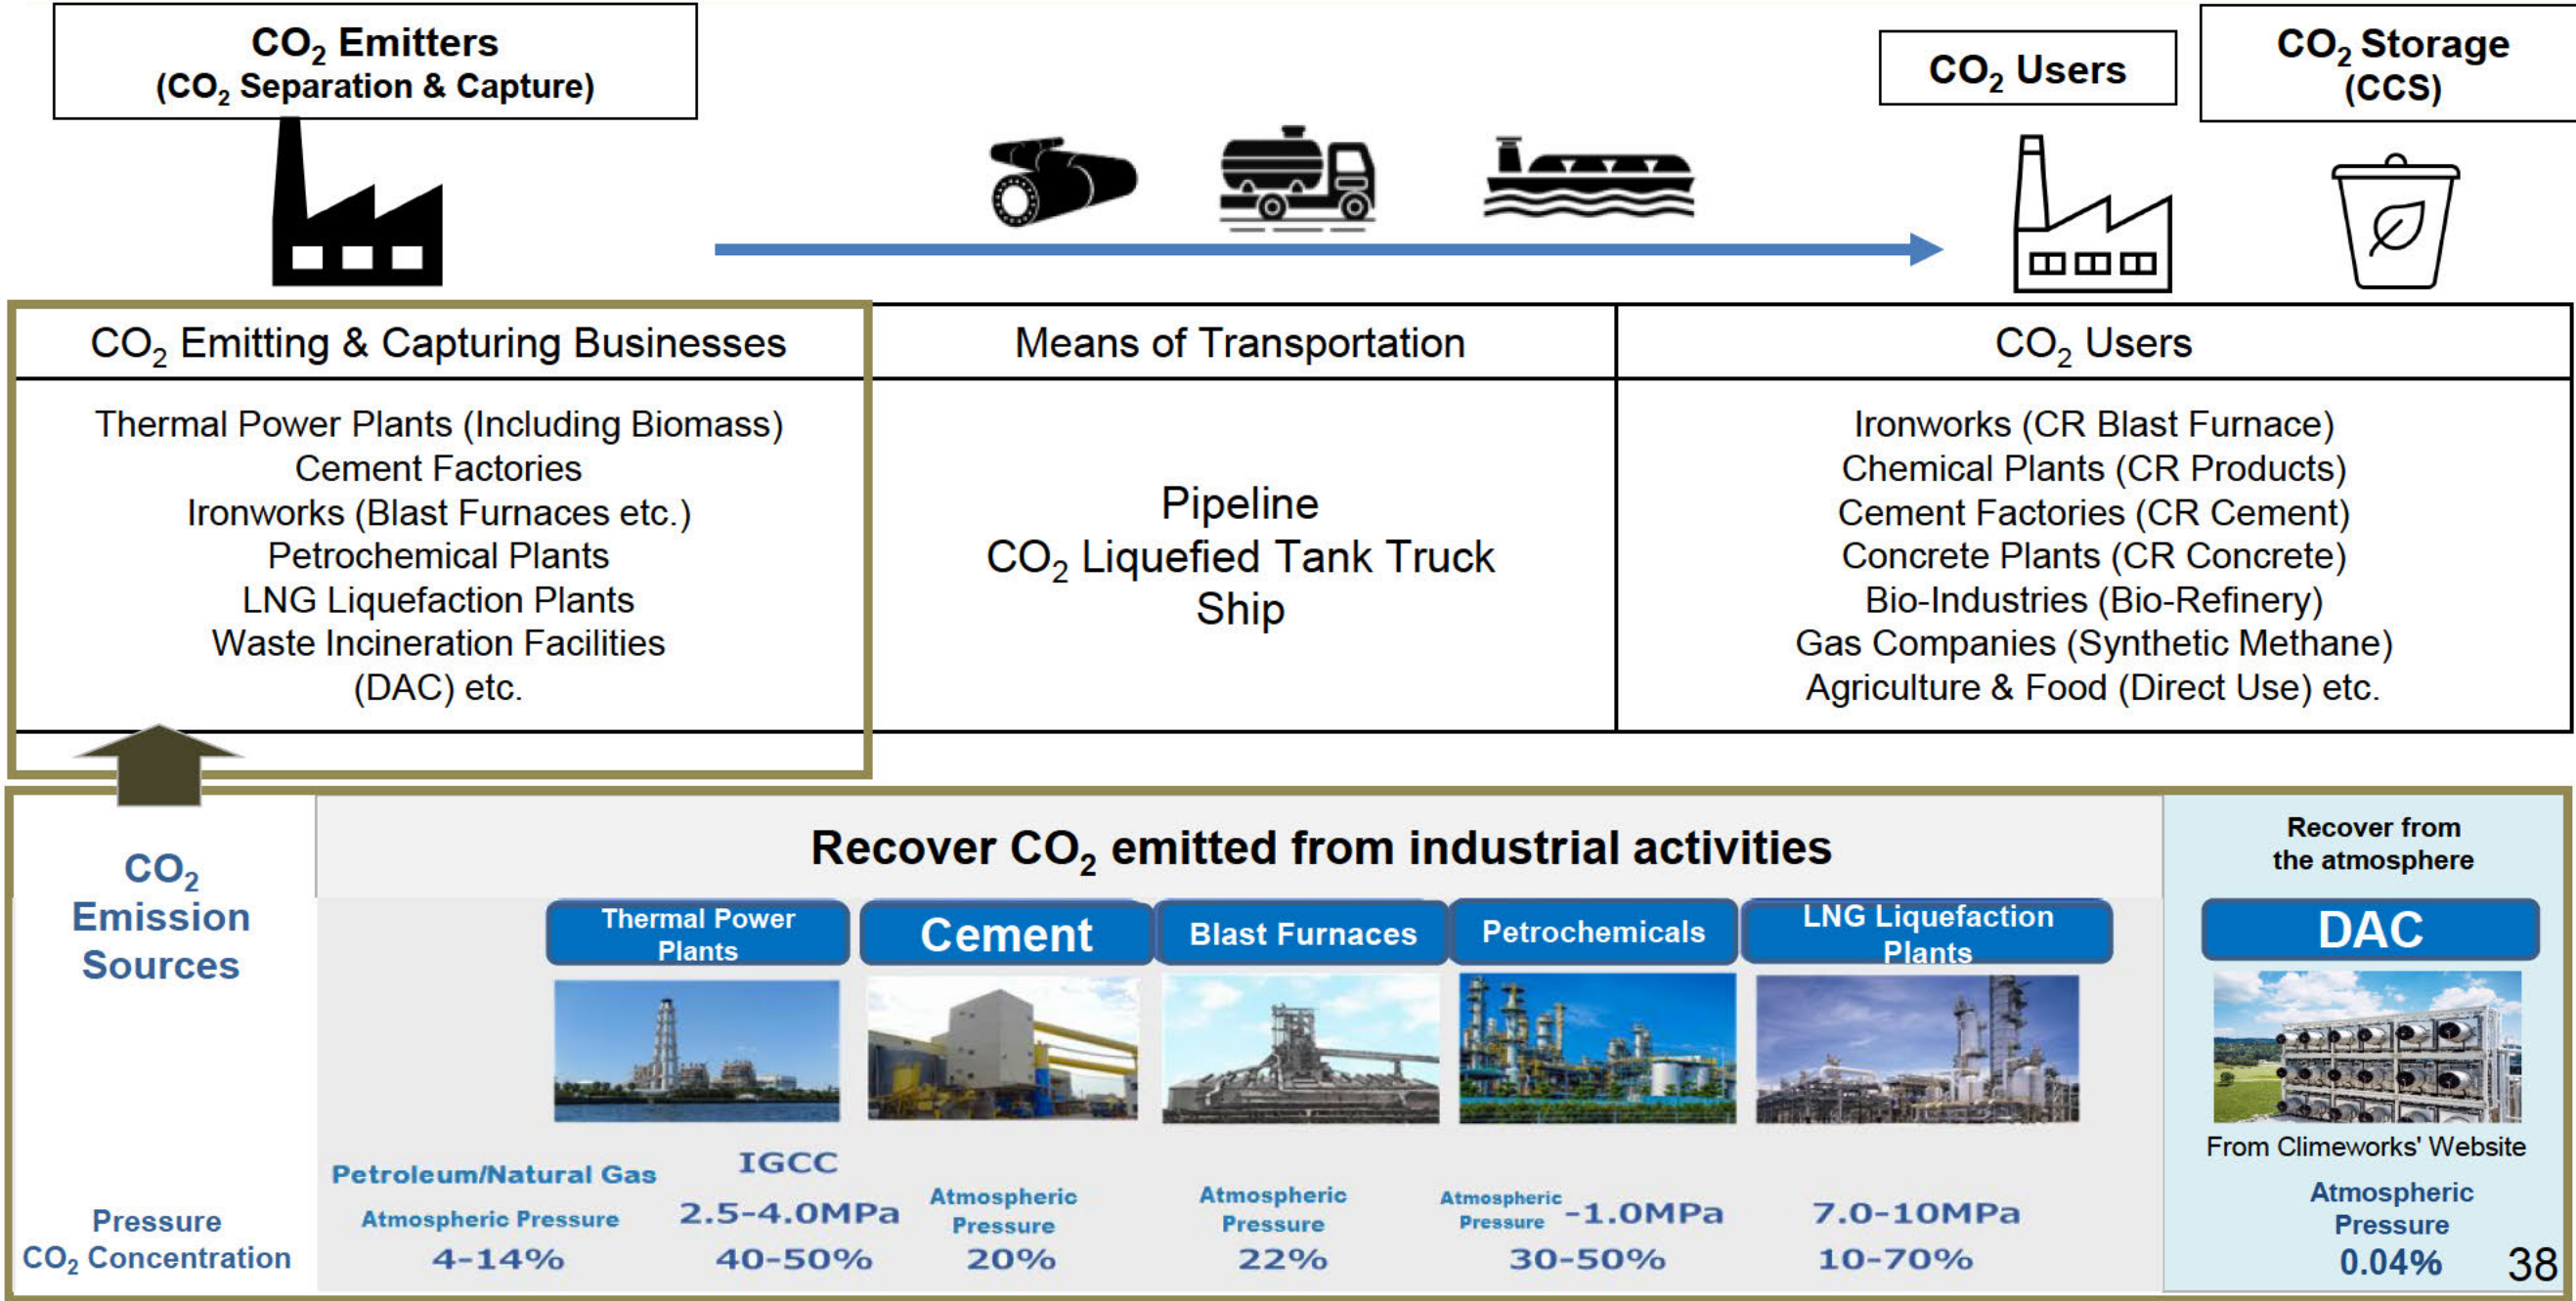 CO₂ Emitters
(CO₂ Separation & Capture)
CO₂ Users
CO₂ Storage
(CCS)
CO₂ Emitting & Capturing Businesses
Means of Transportation
CO₂ Users
Thermal Power Plants (Including Biomass)
Cement Factories
Ironworks (Blast Furnaces etc.)
Petrochemical Plants
LNG Liquefaction Plants
Waste Incineration Facilities
(DAC) etc.
Pipeline
CO₂ Liquefied Tank Truck
Ship
Ironworks (CR Blast Furnace)
Chemical Plants (CR Products)
Cement Factories (CR Cement)
Concrete Plants (CR Concrete)
Bio-Industries (Bio-Refinery)
Gas Companies (Synthetic Methane)
Agriculture & Food (Direct Use) etc.
CO₂
Emission
Sources
Pressure
CO₂ Concentration
Recover CO₂ emitted from industrial activities
Thermal Power
Plants
Cement
Blast Furnaces
Petrochemicals
LNG Liquefaction
Plants
Petroleum/Natural Gas
Atmospheric Pressure
4-14%
IGCC
2.5-4.0MPa
40-50%
Atmospheric
Pressure
20%
Atmospheric
Pressure
22%
Atmospheric
Pressure -1.0MPa
30-50%
7.0-10MPa
10-70%
Recover from
the atmosphere
DAC
From Climeworks' Website
Atmospheric
Pressure
0.04%
38